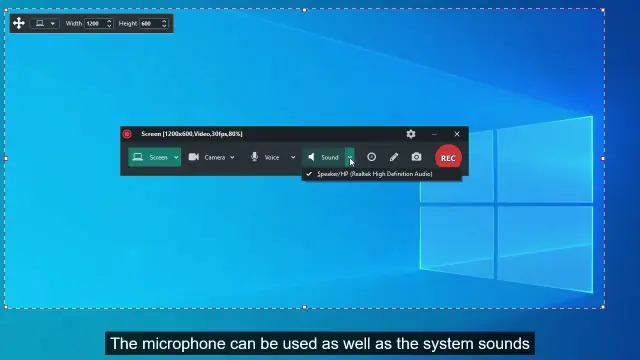 Width 1200 Height 600
Screen [1200x600,Video,30fps,80%]
Screen Camera Voice Sound REC
Speaker/HP (Realtek High Definition Audio)
The microphone can be used as well as the system sounds